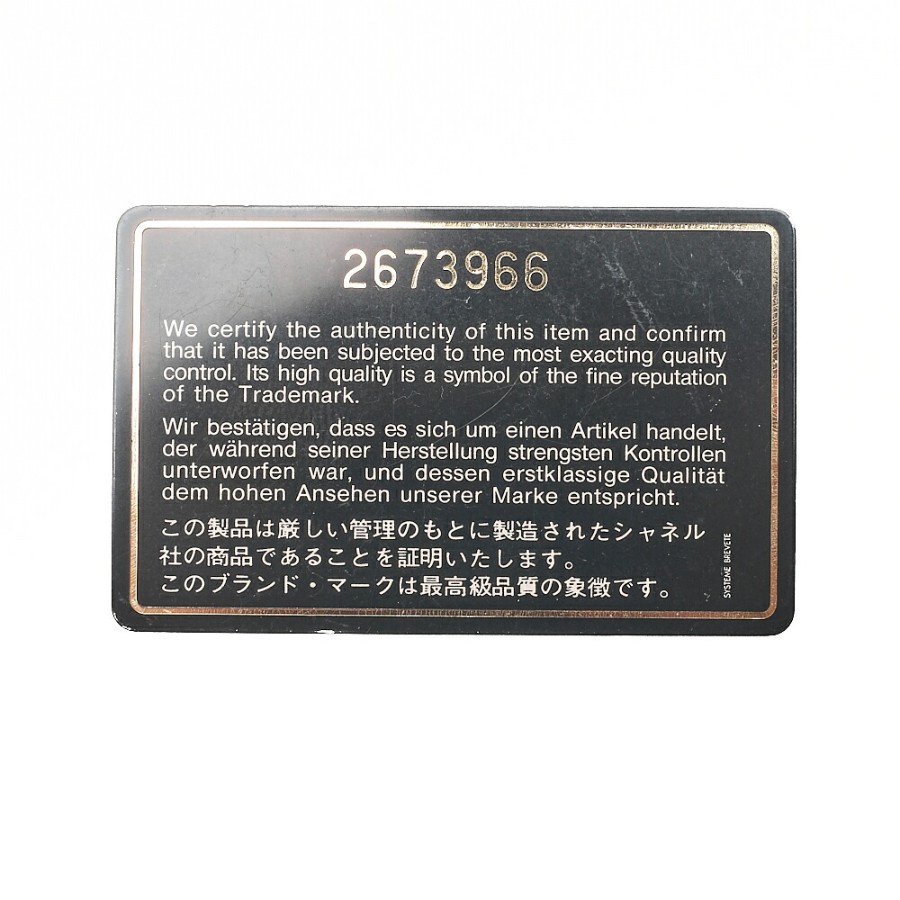 2673966
We certify the authenticity of this item and confirm
that it has been subjected to the most exacting quality
control. Its high quality is a symbol of the fine reputation
of the Trademark.
Wir bestätigen, dass es sich um einen Artikel handelt,
der während seiner Herstellung strengsten Kontrollen
unterworfen war, und dessen erstklassige Qualität
dem hohen Ansehen unserer Marke entspricht.
この製品は厳しい管理のもとに製造されたシャネル
社の商品であることを証明いたします。
このブランド・マークは最高級品質の象徴です。
SYSTEME BREVETE